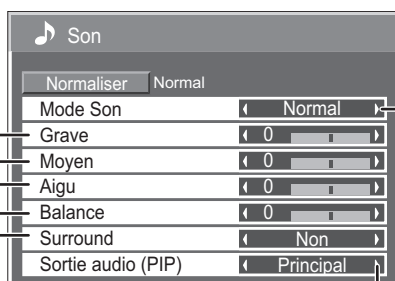 Son
Normaliser Normal
Mode Son Normal
Grave 0
Moyen 0
Aigu 0
Balance 0
Surround Non
Sortie audio (PIP) Principal